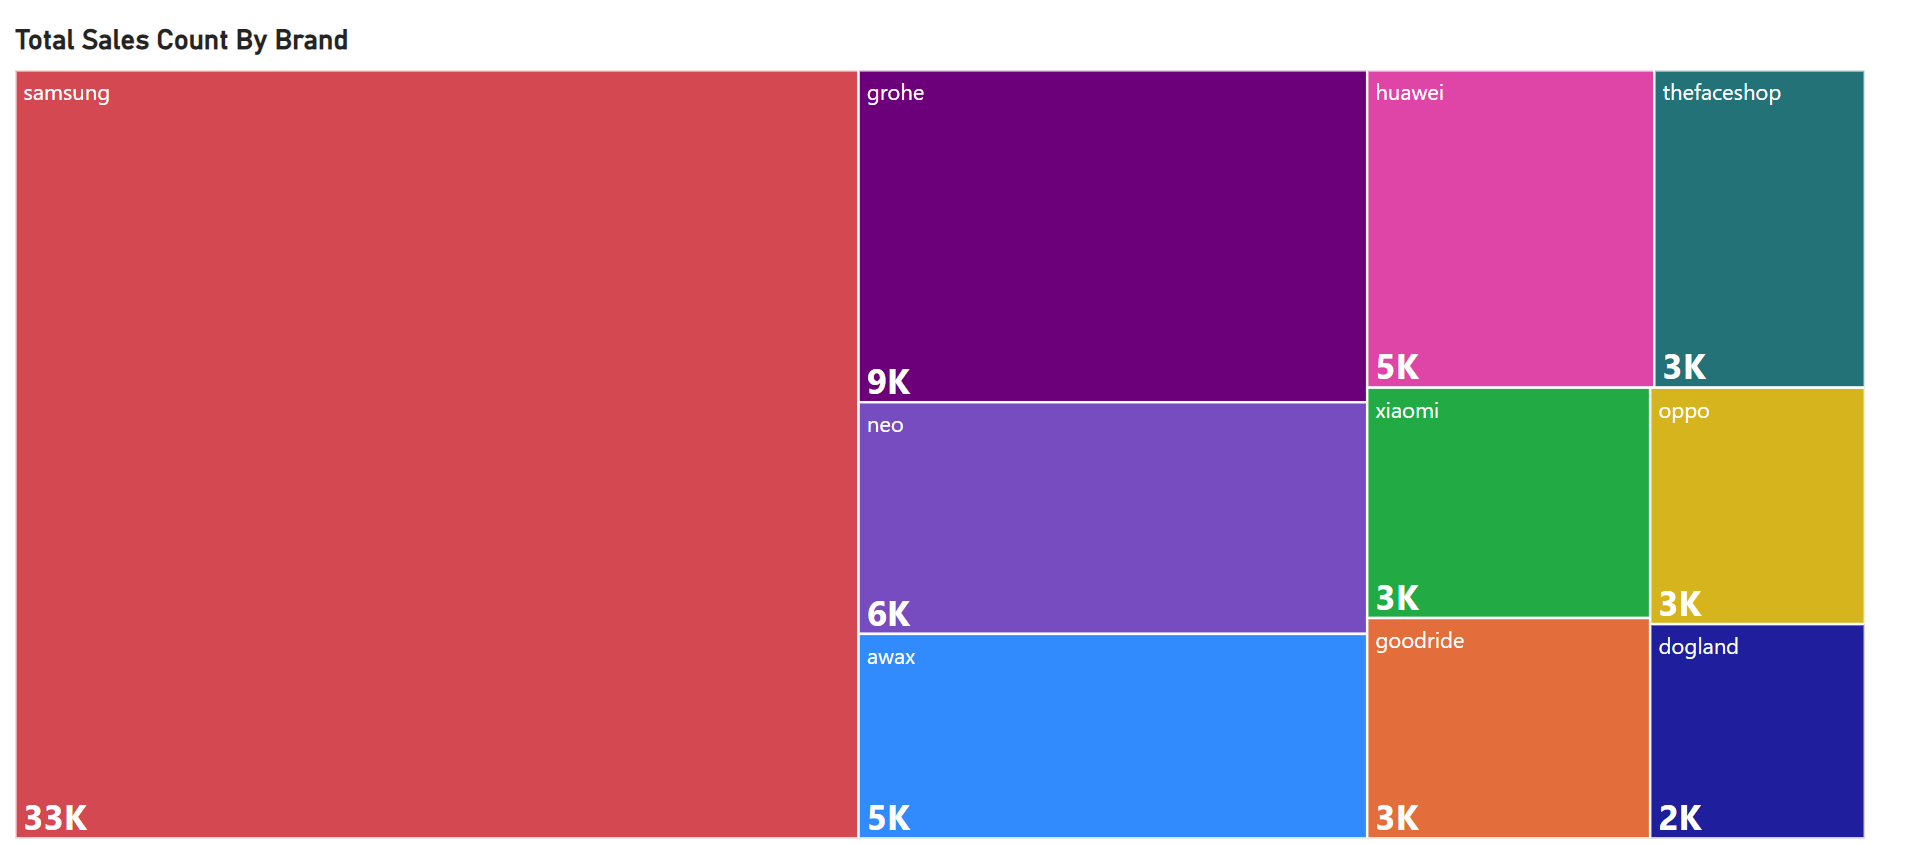 Total Sales Count By Brand
samsung
33K
grohe
9K
neo
6K
awax
5K
huawei
5K
thefaceshop
3K
xiaomi
3K
oppo
3K
goodride
3K
dogland
2K